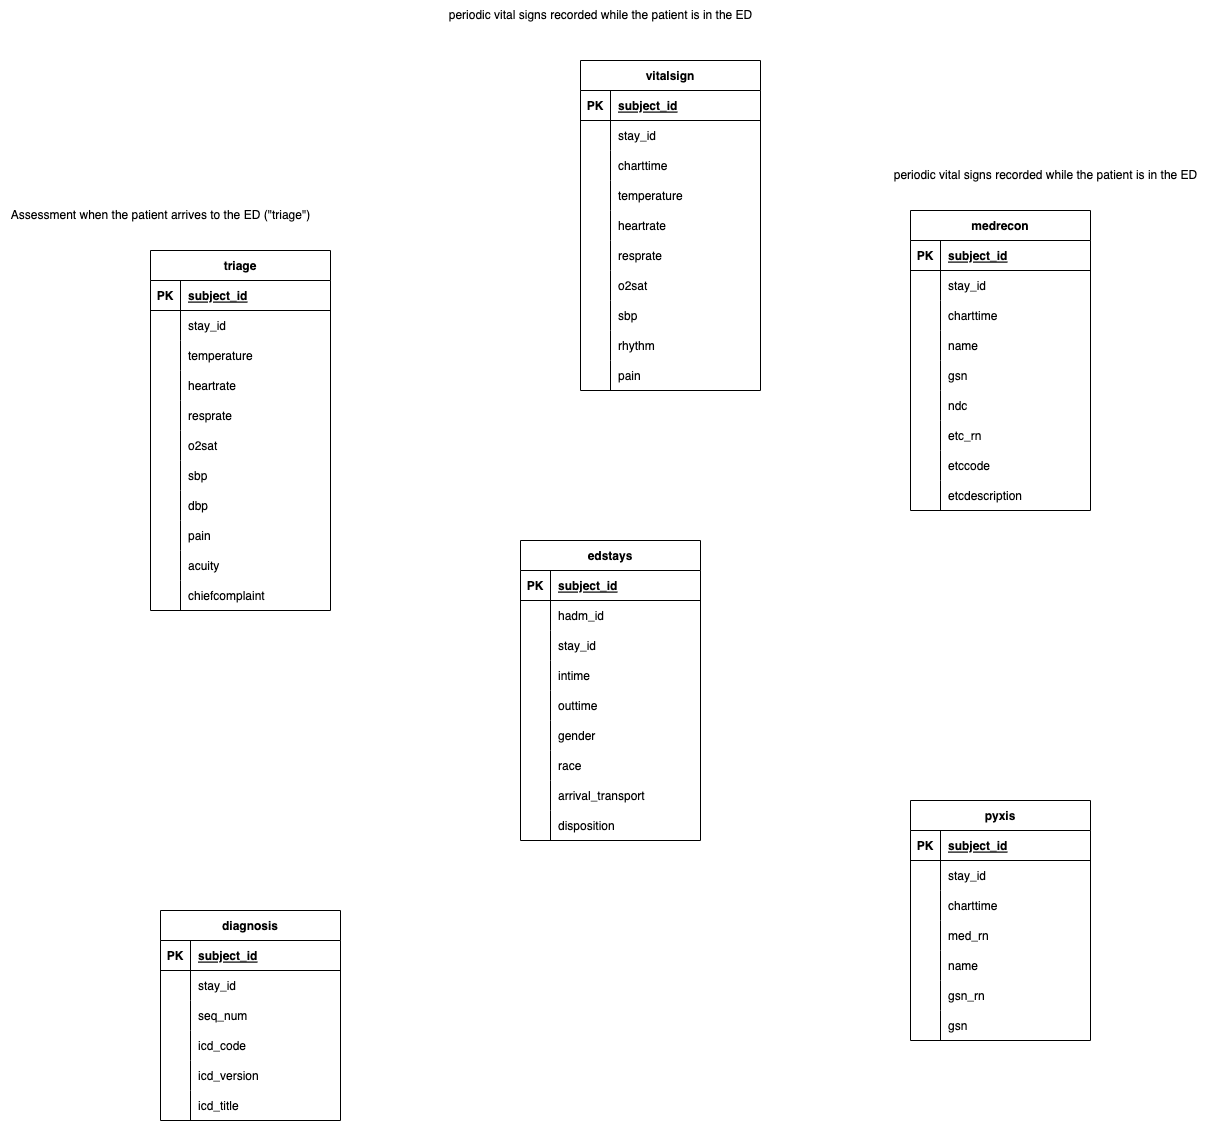 periodic vital signs recorded while the patient is in the ED
vitalsign
PK subject_id
stay_id
charttime
temperature
heartrate
resprate
o2sat
sbp
rhythm
pain
periodic vital signs recorded while the patient is in the ED
medrecon
PK subject_id
stay_id
charttime
name
gsn
ndc
etc_rn
etccode
etcdescription
Assessment when the patient arrives to the ED ("triage")
triage
PK subject_id
stay_id
temperature
heartrate
resprate
o2sat
sbp
dbp
pain
acuity
chiefcomplaint
edstays
PK subject_id
hadm_id
stay_id
intime
outtime
gender
race
arrival_transport
disposition
pyxis
PK subject_id
stay_id
charttime
med_rn
name
gsn_rn
gsn
diagnosis
PK subject_id
stay_id
seq_num
icd_code
icd_version
icd_title